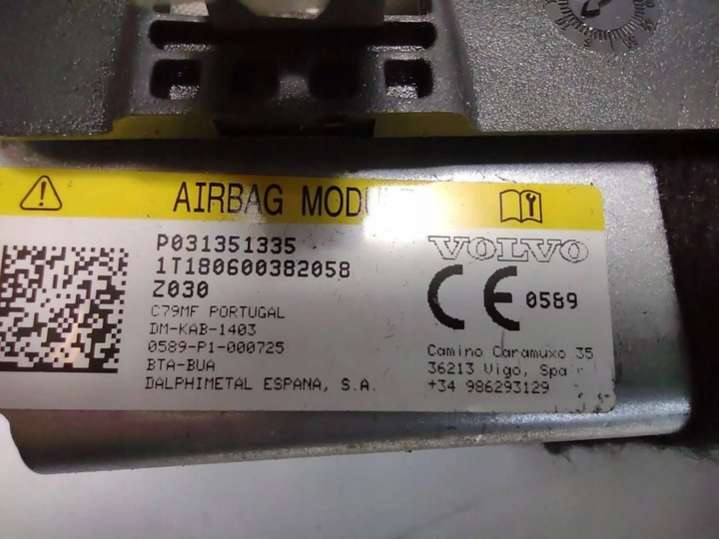 AIRBAG MODU
P031351335
1T180600382058
Z030
C79MF PORTUGAL
DM-KAB-1403
0589-P1-000725
BTA-BUA
DALPHIMETAL ESPANA, S.A.
VOLVO
CE 0589
Camino Caramuxo 35
36213 Vigo, Spa
+34 986293129